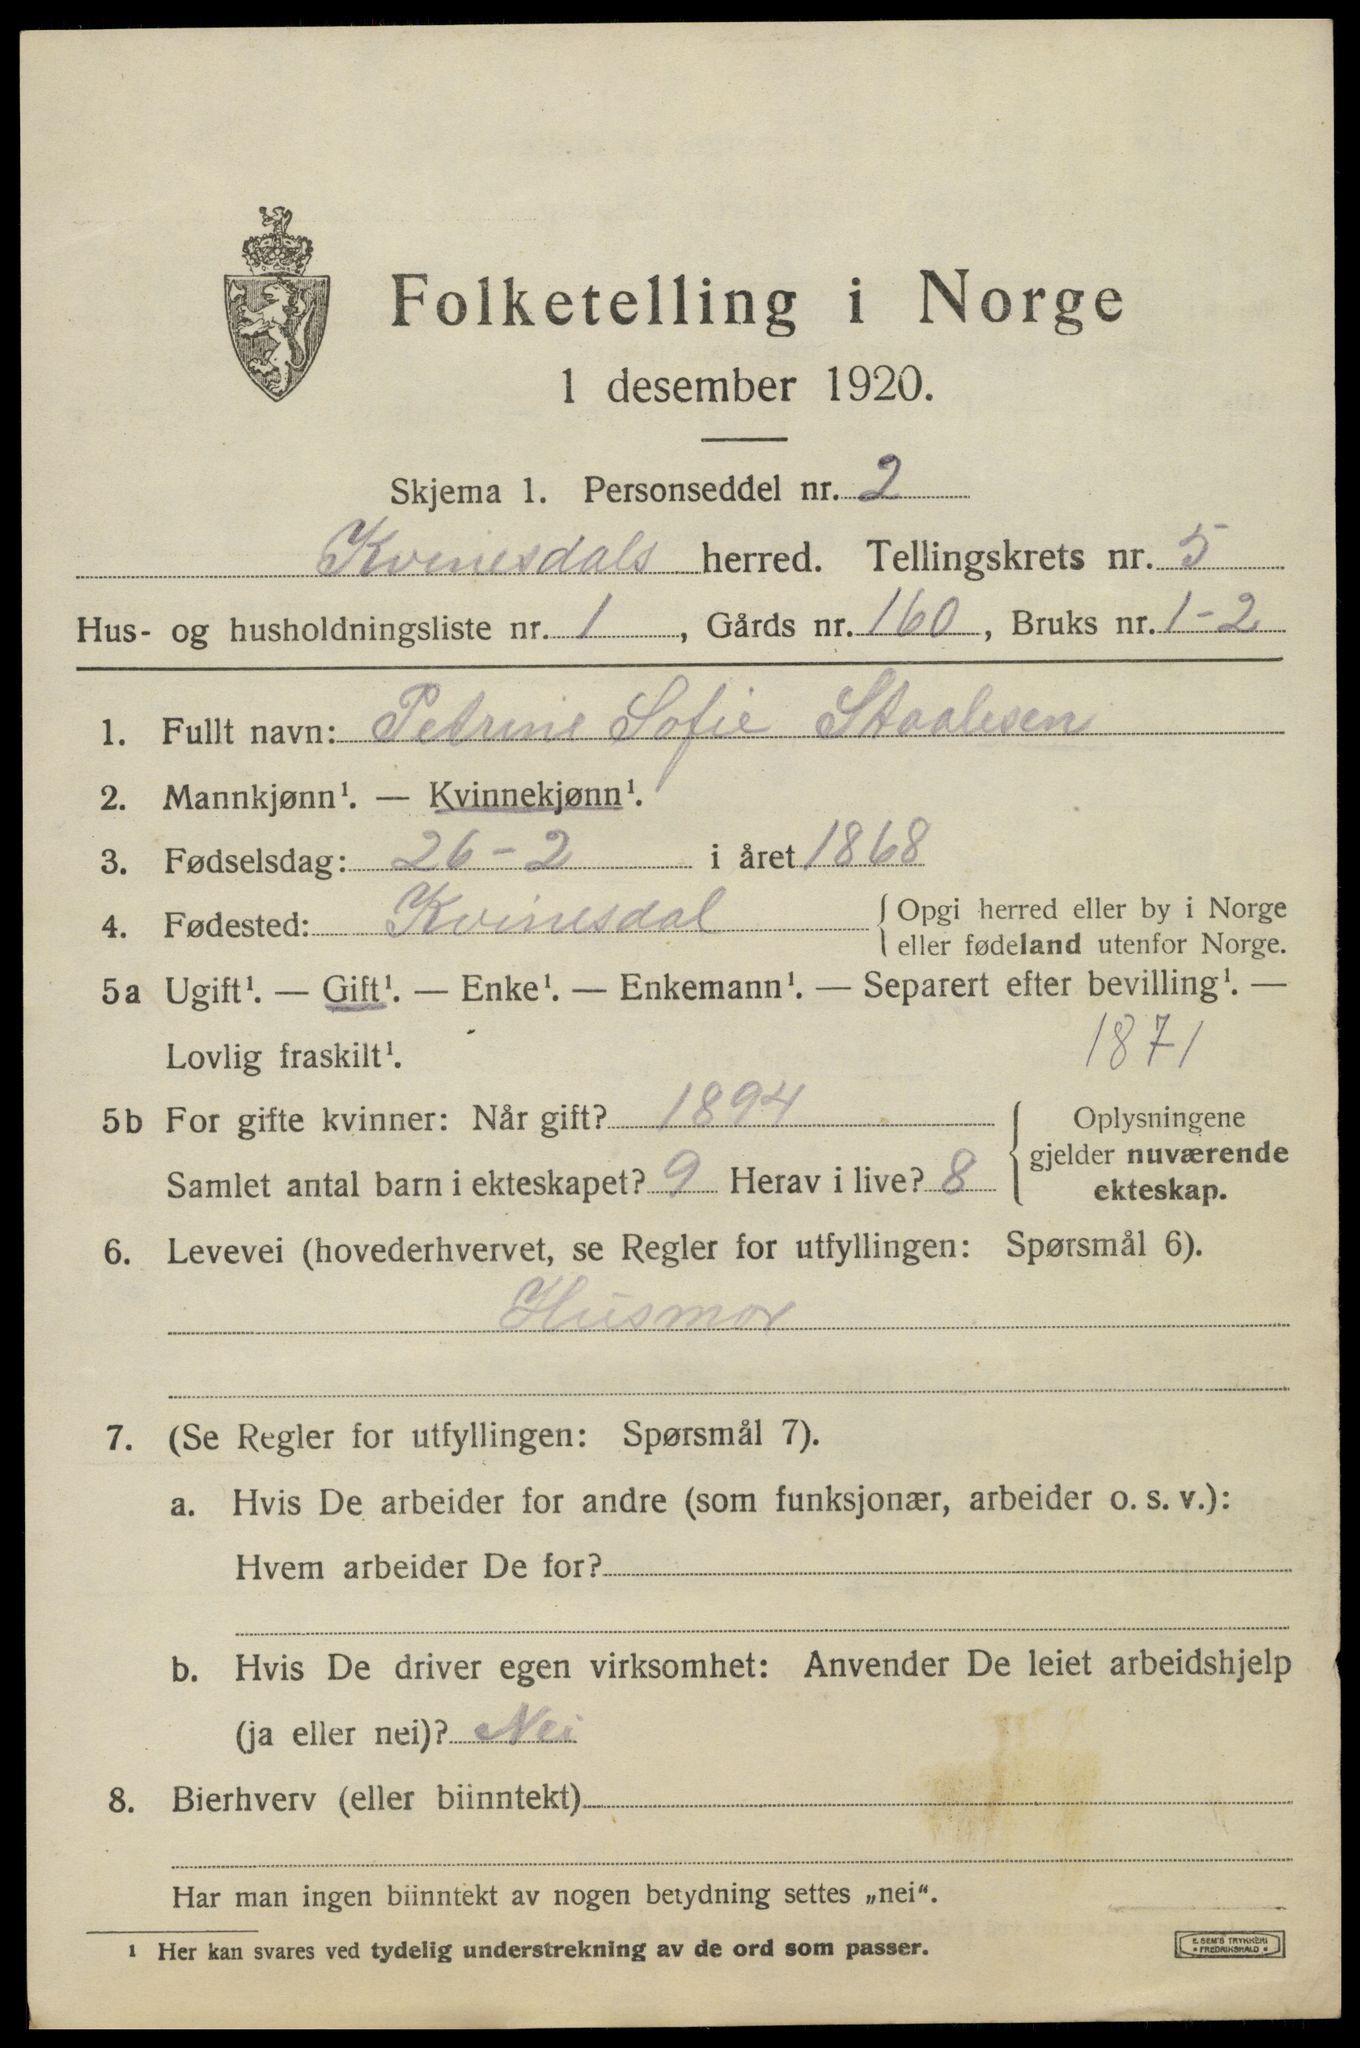 Folketelling i Norge
1 desember 1920.
Skjema 1. Personseddel nr. 2
Kvinesdals herred. Tellingskrets nr. 5
Hus- og husholdningsliste nr. 1, Gårds nr. 160, Bruks nr. 1-2
1. Fullt navn: Petrine Sofie Staalesen
2. Mannkjønn¹. — Kvinnekjønn¹.
3. Fødselsdag: 26-2 i året 1868
4. Fødested: Kvinesdal { Opgi herred eller by i Norge
eller fødeland utenfor Norge.
5a Ugift¹. — Gift¹. — Enke¹. — Enkemann¹. — Separert efter bevilling¹. —
Lovlig fraskilt¹. 1871
5b For gifte kvinner: Når gift? 1894
Samlet antal barn i ekteskapet? 9 Herav i live? 8
{ Oplysningene
gjelder nuværende
ekteskap.
6. Levevei (hovederhvervet, se Regler for utfyllingen: Spørsmål 6).
Husmor
7. (Se Regler for utfyllingen: Spørsmål 7).
a. Hvis De arbeider for andre (som funksjonær, arbeider o. s. v.):
Hvem arbeider De for?
b. Hvis De driver egen virksomhet: Anvender De leiet arbeidshjelp
(ja eller nei)? Nei
8. Bierhverv (eller biinntekt)
Har man ingen biinntekt av nogen betydning settes „nei“.
¹ Her kan svares ved tydelig understrekning av de ord som passer.
E. SEM'S TRYKKERI
FREDRIKSHALD